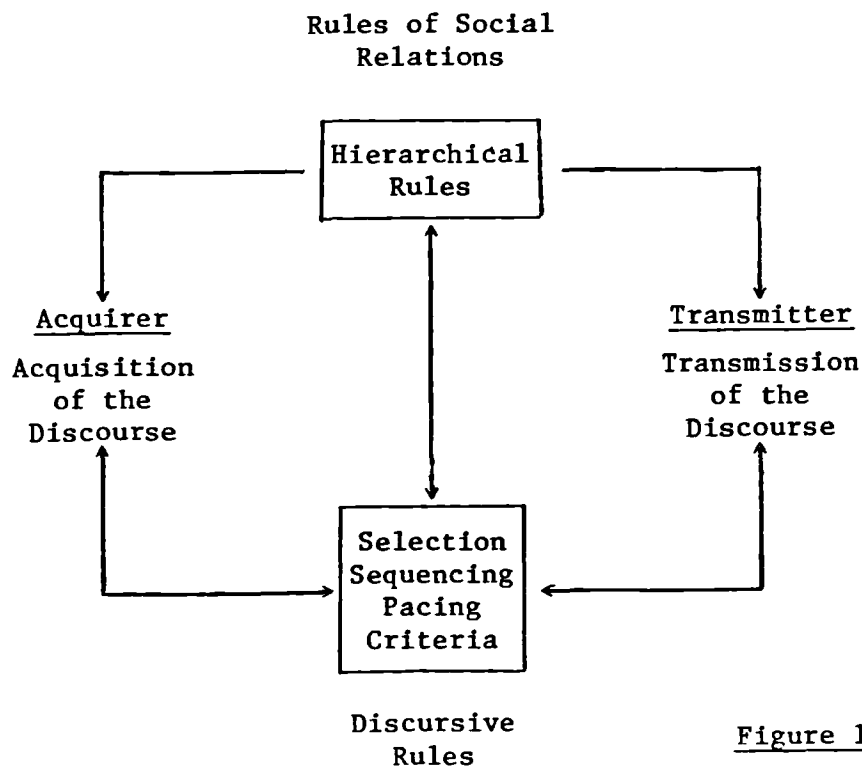 Rules of Social
Relations
Hierarchical
Rules
Acquirer
Acquisition
of the
Discourse
Transmitter
Transmission
of the
Discourse
Selection
Sequencing
Pacing
Criteria
Discursive
Rules
Figure 1